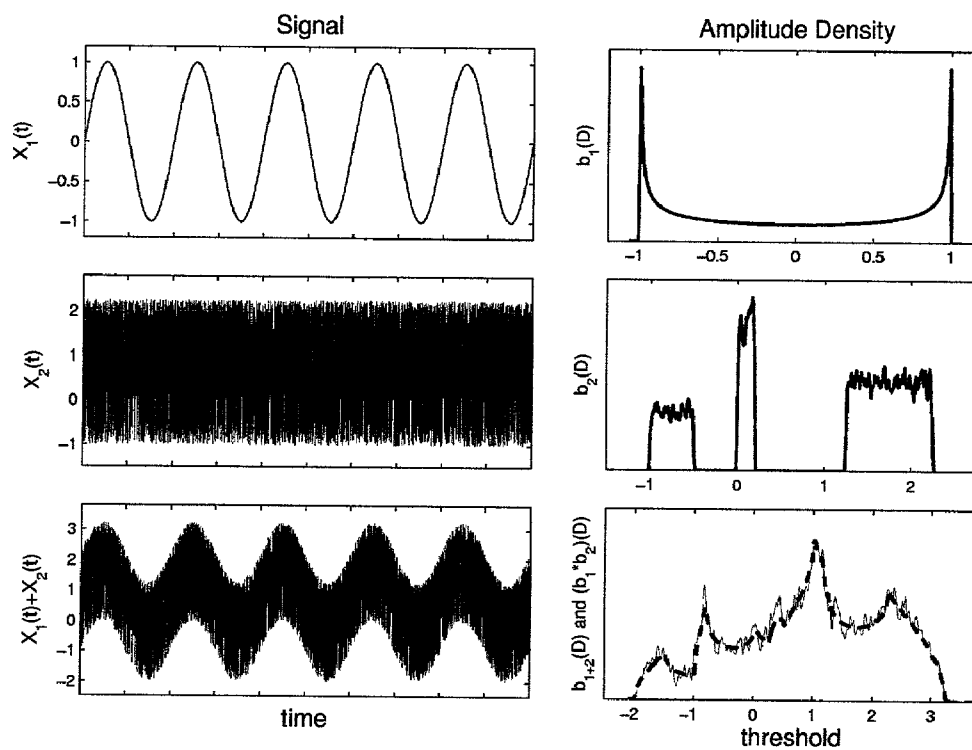 Signal
Amplitude Density
X₁(t)
1
0.5
0
−0.5
−1
b₁(D)
−1 −0.5 0 0.5 1
X₂(t)
2
1
0
−1
b₂(D)
−1 0 1 2
X₁(t)+X₂(t)
3
2
1
0
−1
−2
time
b₁₊₂(D) and (b₁*b₂)(D)
−2 −1 0 1 2 3
threshold